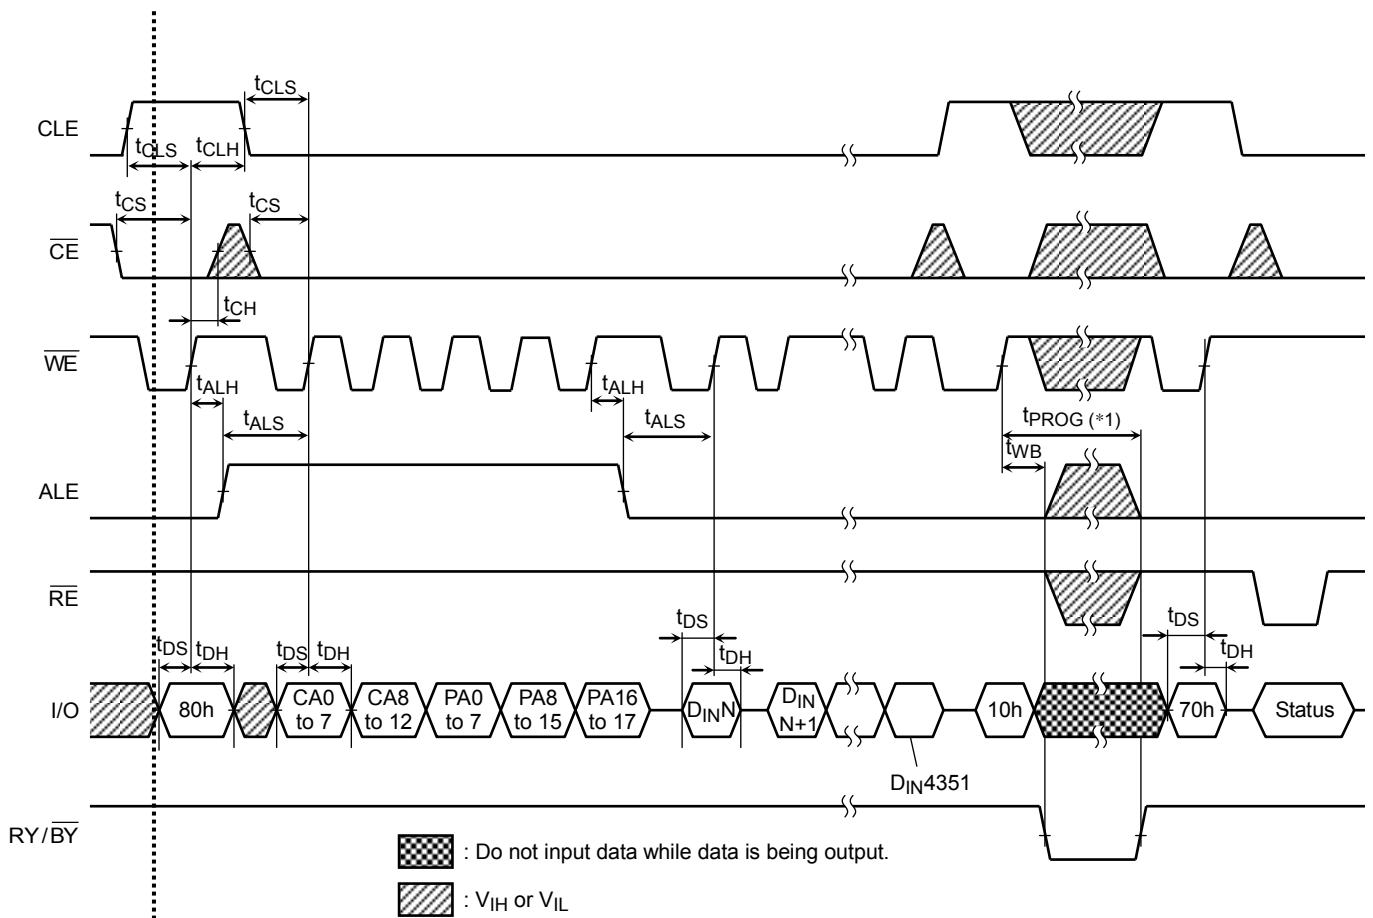 tCLS
CLE
tCLS tCLH
tCS tCS
CE
tCH
WE
tALH tALH
tALS tALS
tPROG (*1)
tWB
ALE
RE
tDS tDH tDS tDH tDS tDH tDS tDH
I/O
80h
CA0 to 7
CA8 to 12
PA0 to 7
PA8 to 15
PA16 to 17
DINN
DIN N+1
10h
70h
Status
DIN4351
RY/BY
: Do not input data while data is being output.
: VIH or VIL